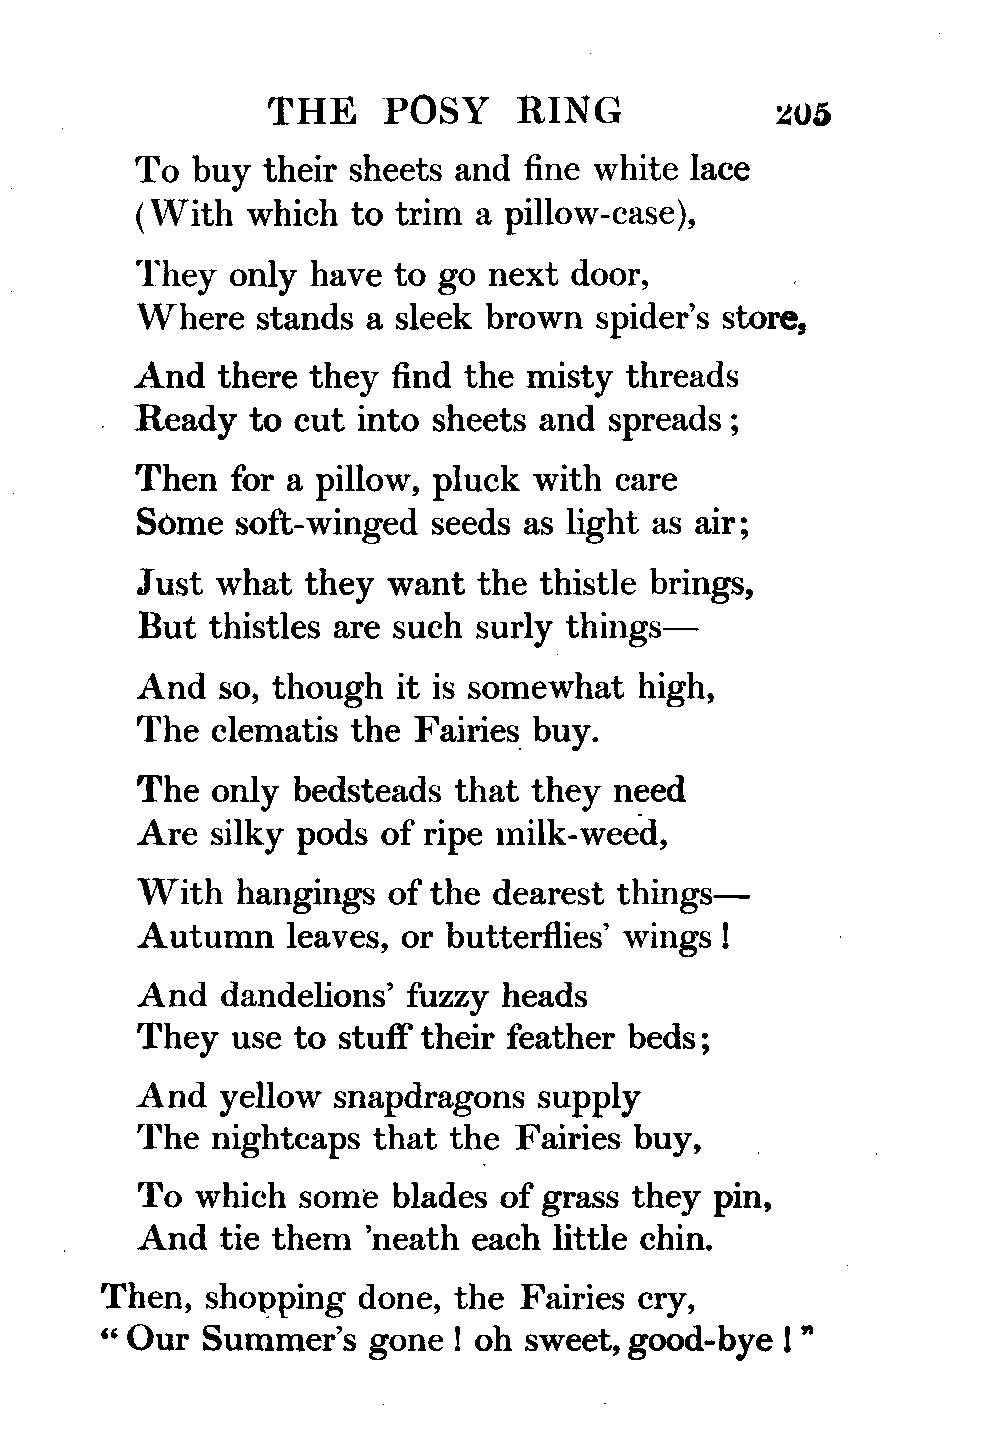 THE POSY RING 205
To buy their sheets and fine white lace
(With which to trim a pillow-case),
They only have to go next door,
Where stands a sleek brown spider's store,
And there they find the misty threads
Ready to cut into sheets and spreads;
Then for a pillow, pluck with care
Some soft-winged seeds as light as air;
Just what they want the thistle brings,
But thistles are such surly things—
And so, though it is somewhat high,
The clematis the Fairies buy.
The only bedsteads that they need
Are silky pods of ripe milk-weed,
With hangings of the dearest things—
Autumn leaves, or butterflies' wings!
And dandelions' fuzzy heads
They use to stuff their feather beds;
And yellow snapdragons supply
The nightcaps that the Fairies buy,
To which some blades of grass they pin,
And tie them 'neath each little chin.
Then, shopping done, the Fairies cry,
"Our Summer's gone! oh sweet, good-bye!"